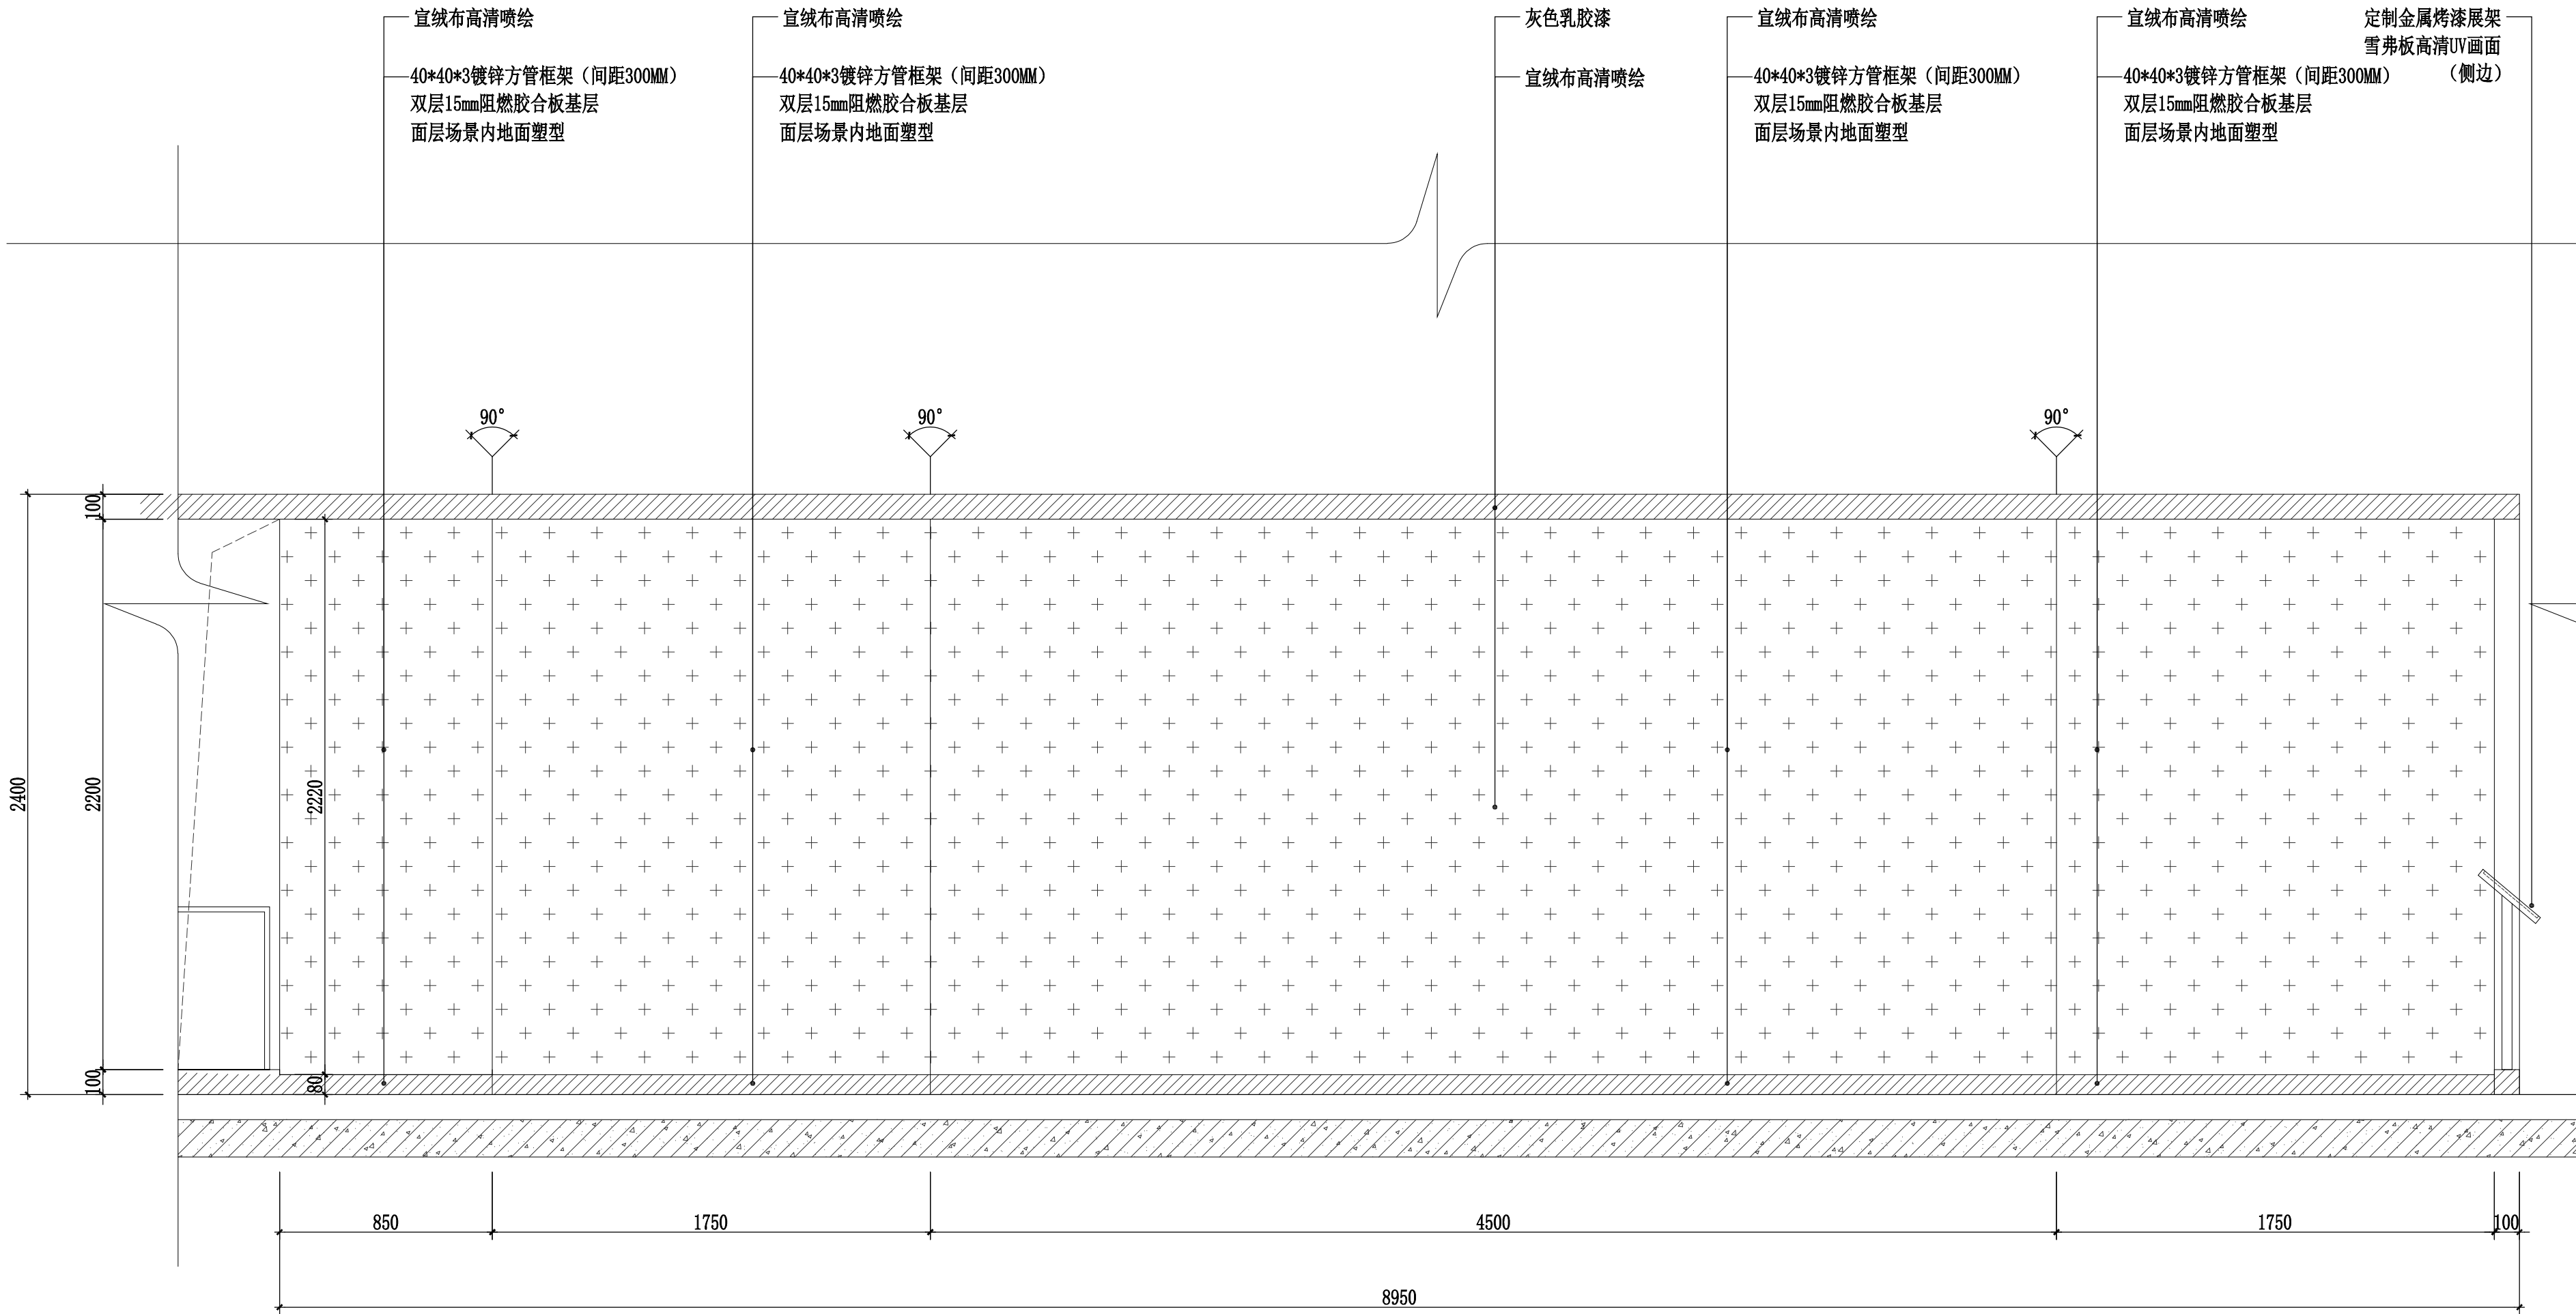 宣绒布高清喷绘
40*40*3镀锌方管框架（间距300MM）
双层15mm阻燃胶合板基层
面层场景内地面塑型
宣绒布高清喷绘
40*40*3镀锌方管框架（间距300MM）
双层15mm阻燃胶合板基层
面层场景内地面塑型
灰色乳胶漆
宣绒布高清喷绘
宣绒布高清喷绘
40*40*3镀锌方管框架（间距300MM）
双层15mm阻燃胶合板基层
面层场景内地面塑型
宣绒布高清喷绘
40*40*3镀锌方管框架（间距300MM）
双层15mm阻燃胶合板基层
面层场景内地面塑型
定制金属烤漆展架
雪弗板高清UV画面
（侧边）
90°
90°
90°
100
2400
2200
2220
100
80
850
1750
4500
1750
100
8950